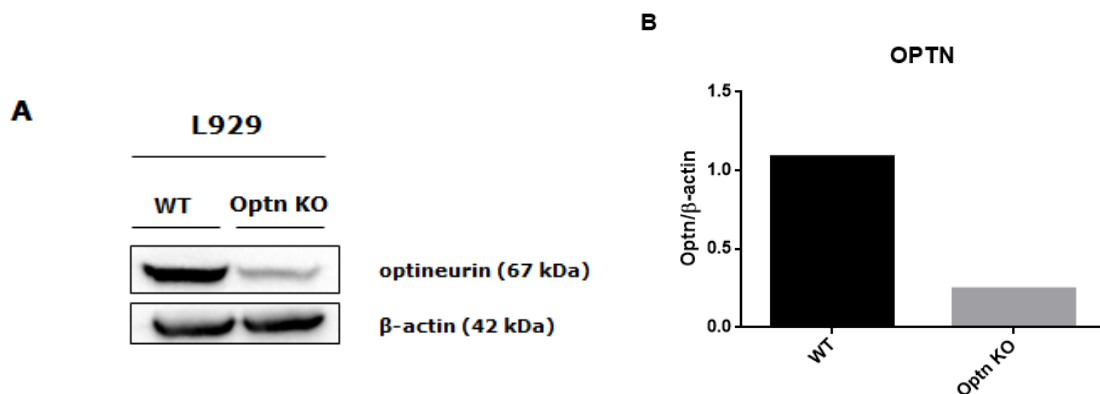 A
L929
WT Optn KO
optineurin (67 kDa)
β-actin (42 kDa)
B
OPTN
Optn/β-actin
1.5
1.0
0.5
0.0
WT
Optn KO